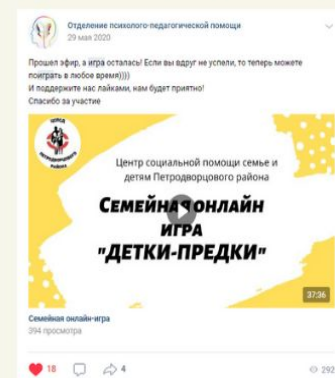 Отделение психолого-педагогической помощи
29 мая 2020
Прошел эфир, а игра осталась! Если вы вдруг не успели, то теперь можете
поиграть в любое время))))
И поддержите нас лайками, нам будет приятно!
Спасибо за участие
Центр социальной помощи семье и
детям Петродворцового района
СЕМЕЙНАЯ ОНЛАЙН
ИГРА
"ДЕТКИ-ПРЕДКИ"
37:36
Семейная онлайн-игра
394 просмотра
18
4
292